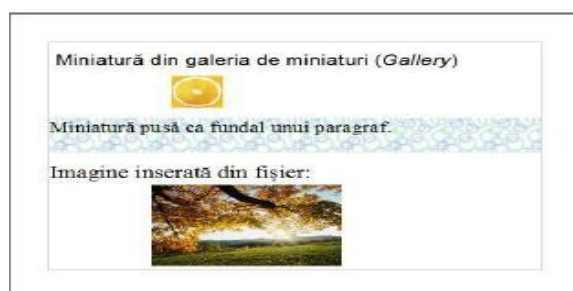 Miniatură din galeria de miniaturi (Gallery)
Miniatură pusă ca fundal unui paragraf.
Imagine inserată din fișier: